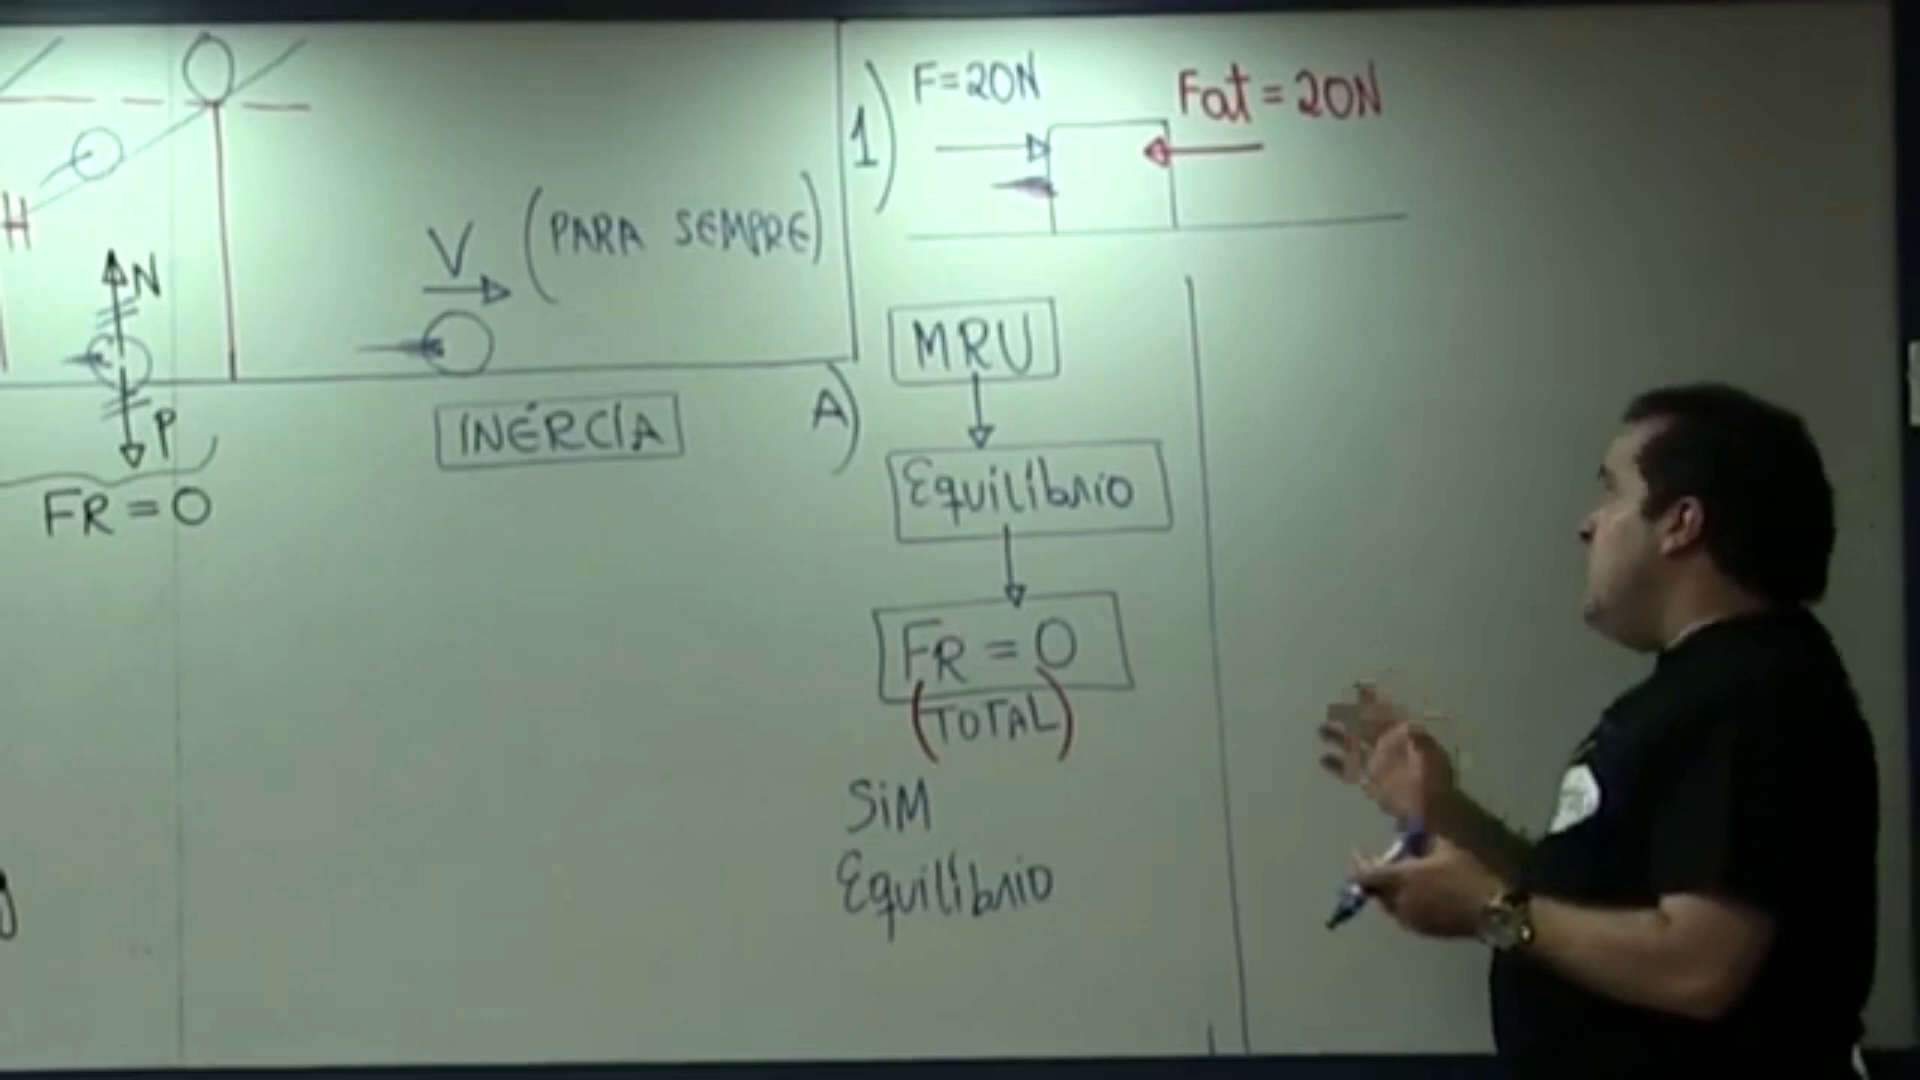 H
N
P
FR = 0
V (PARA SEMPRE)
INÉRCIA
1) F=20N Fat = 20N
A) MRU
Equilíbrio
FR = 0
(TOTAL)
SIM
Equilíbrio